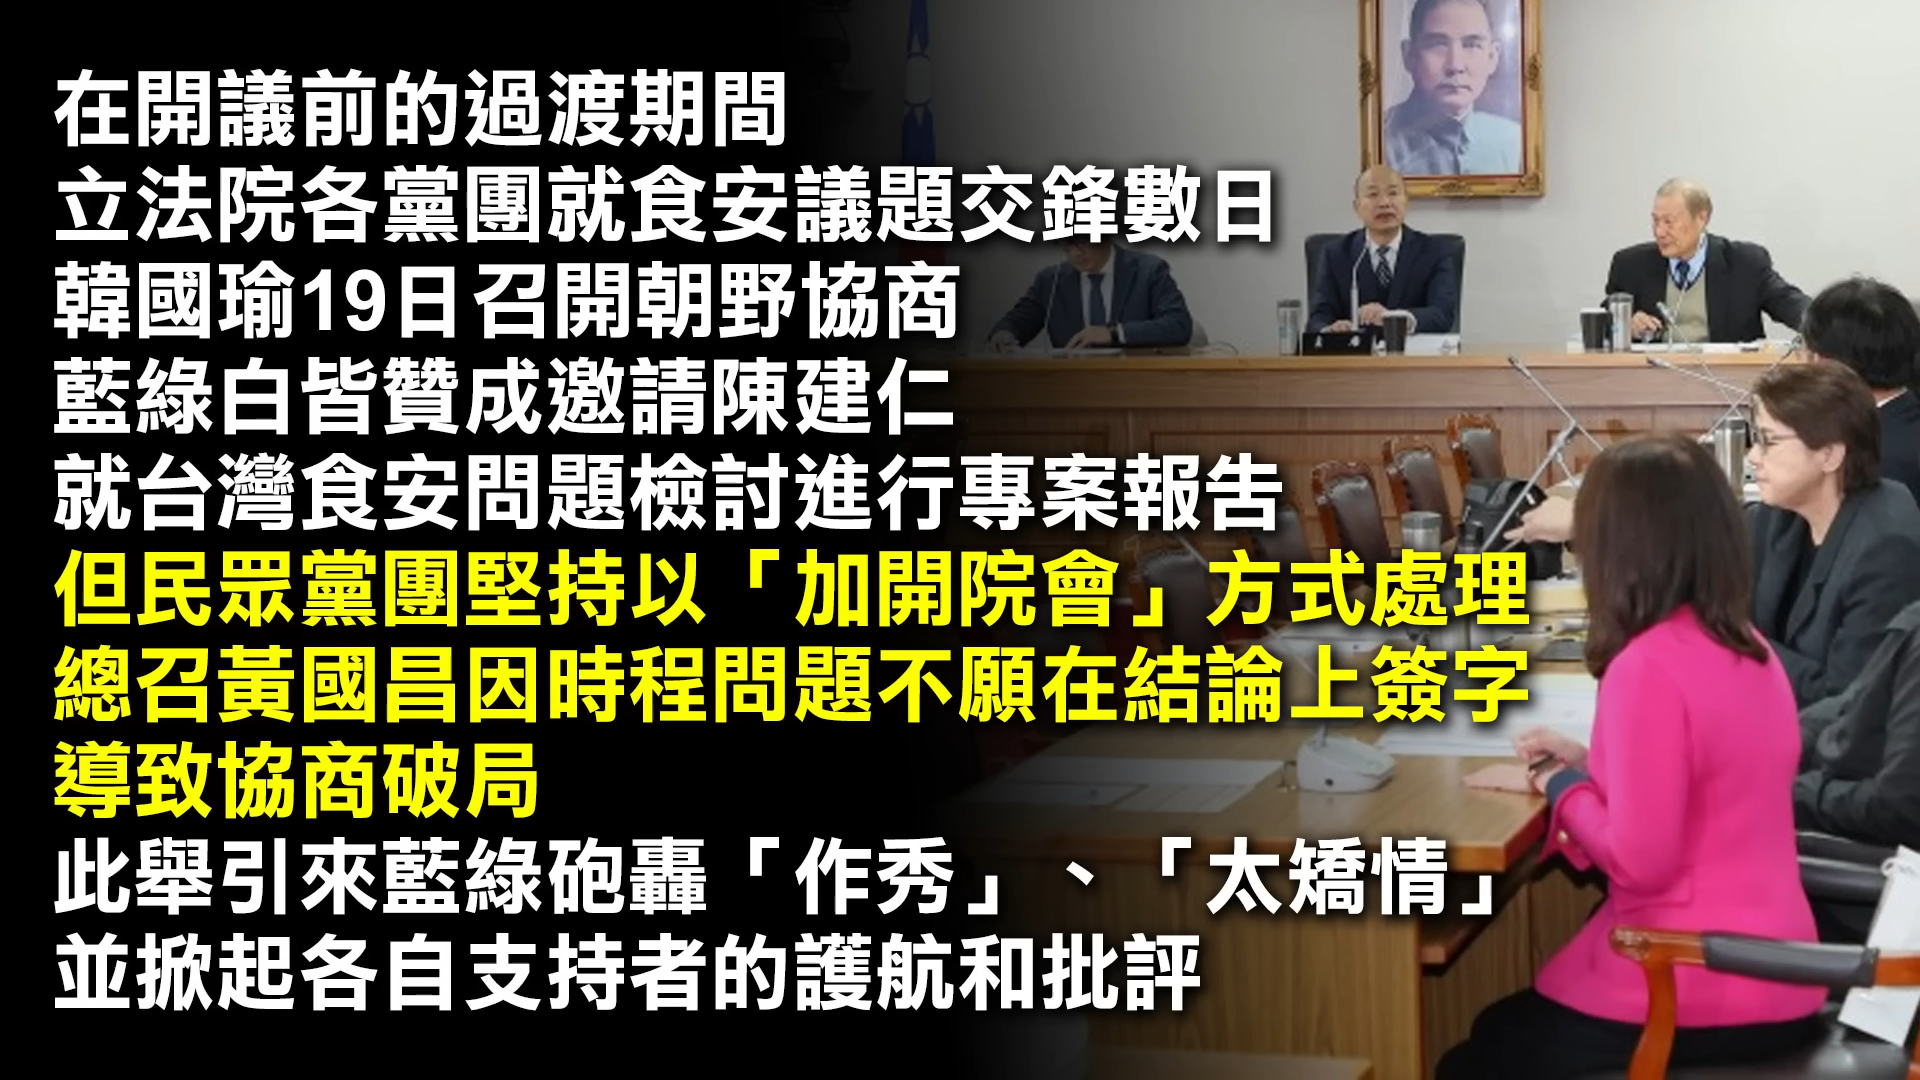 在開議前的過渡期間
立法院各黨團就食安議題交鋒數日
韓國瑜19日召開朝野協商
藍綠白皆贊成邀請陳建仁
就台灣食安問題檢討進行專案報告
但民眾黨團堅持以「加開院會」方式處理
總召黃國昌因時程問題不願在結論上簽字
導致協商破局
此舉引來藍綠砲轟「作秀」、「太矯情」
並掀起各自支持者的護航和批評